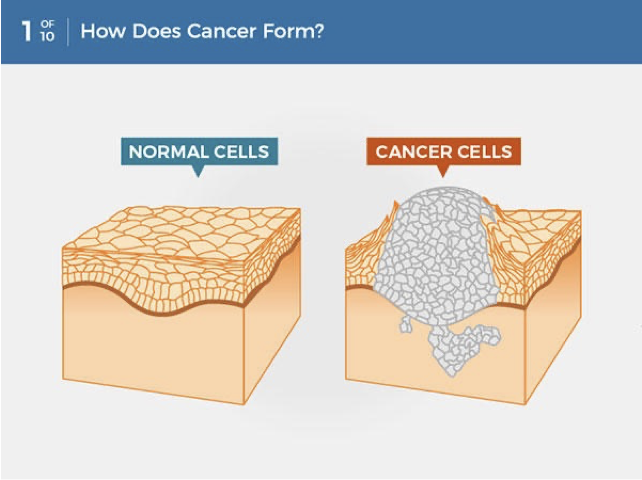 1 OF 10 How Does Cancer Form?
NORMAL CELLS
CANCER CELLS